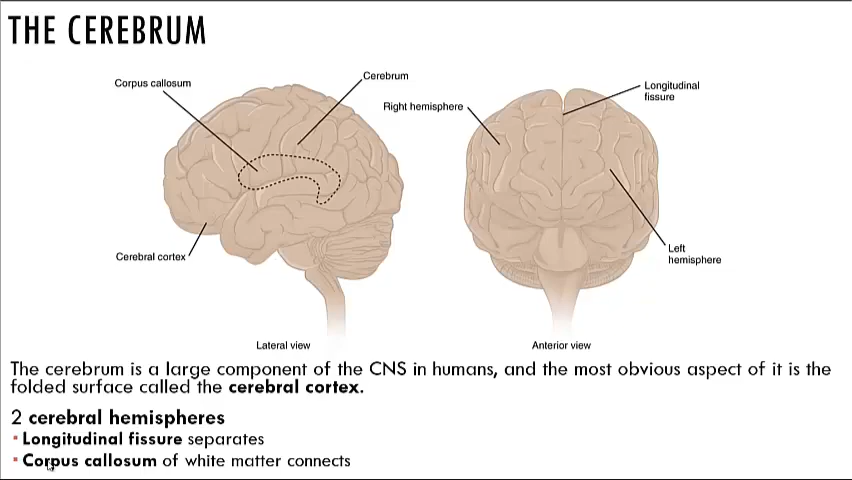 THE CEREBRUM
Corpus callosum
Cerebrum
Right hemisphere
Longitudinal
fissure
Cerebral cortex
Left
hemisphere
Lateral view
Anterior view
The cerebrum is a large component of the CNS in humans, and the most obvious aspect of it is the
folded surface called the cerebral cortex.
2 cerebral hemispheres
▪ Longitudinal fissure separates
▪ Corpus callosum of white matter connects